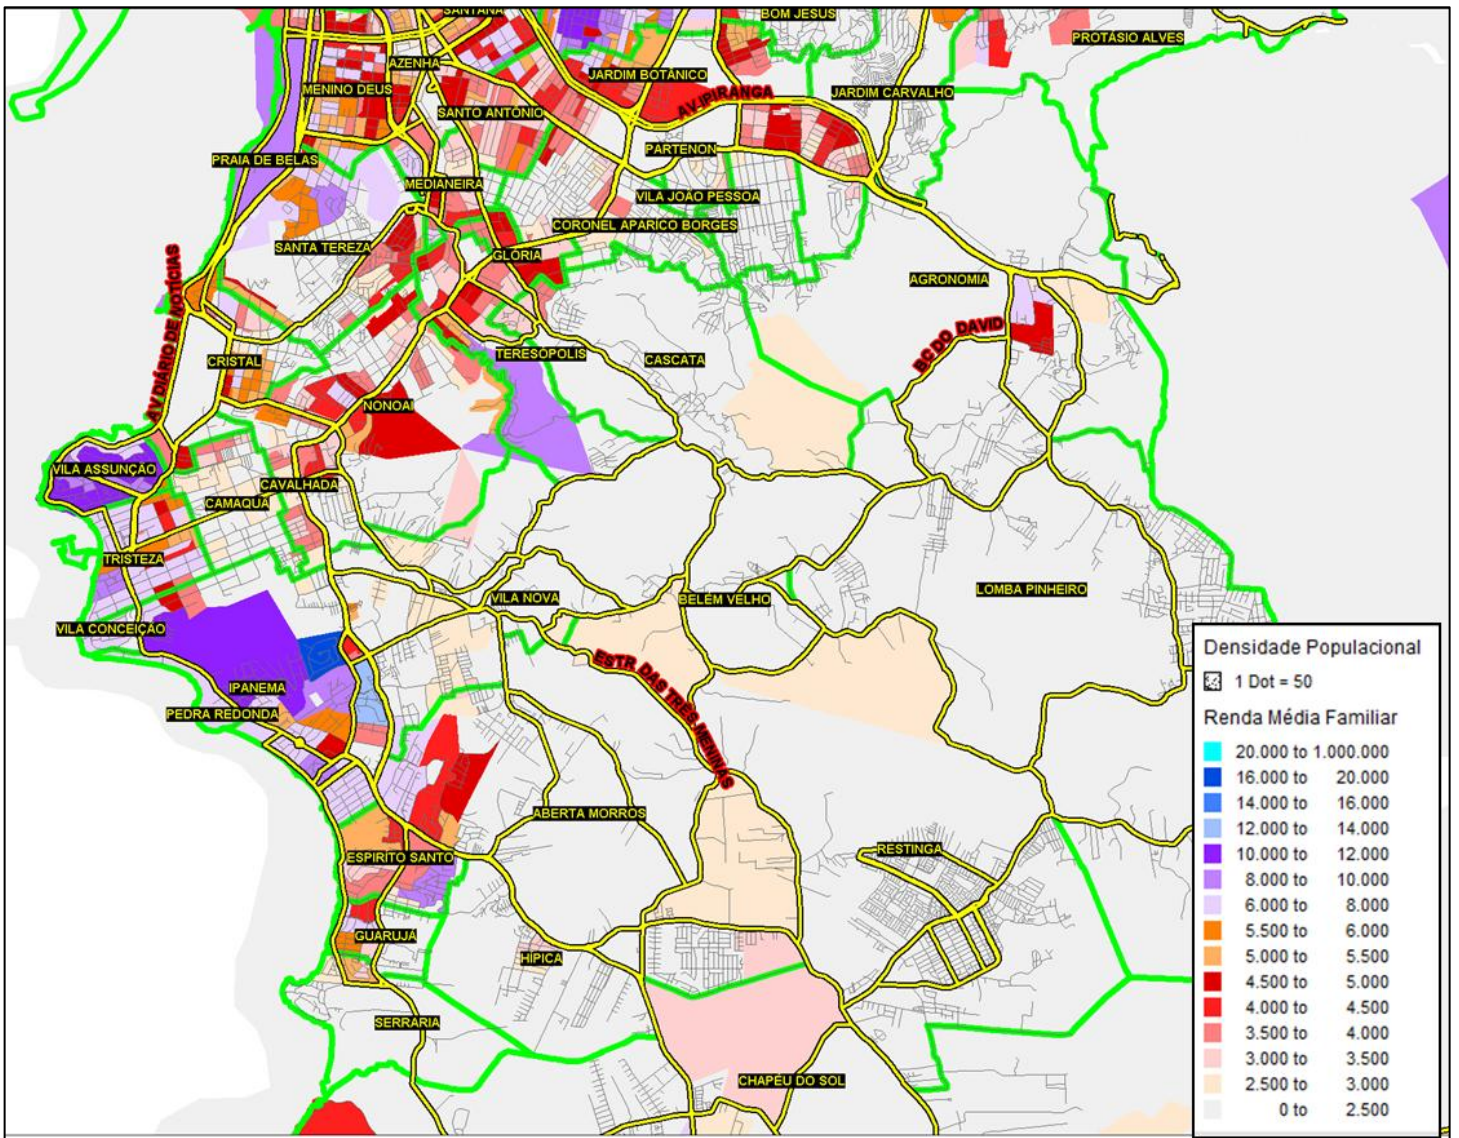 SANTANA
BOM JESUS
PROTÁSIO ALVES
AZENHA
JARDIM BOTÂNICO
MENINO DEUS
AV IPIRANGA
JARDIM CARVALHO
SANTO ANTÔNIO
PARTENON
PRAIA DE BELAS
MEDIANEIRA
VILA JOÃO PESSOA
CORONEL APARICO BORGES
SANTA TEREZA
GLÓRIA
AGRONOMIA
AV DIÁRIO DE NOTÍCIAS
BC DO DAVID
TERESÓPOLIS
CASCATA
CRISTAL
NONOAI
VILA ASSUNÇÃO
CAVALHADA
CAMAQUÃ
TRISTEZA
LOMBA PINHEIRO
VILA NOVA
BELÉM VELHO
VILA CONCEIÇÃO
ESTR DAS TRÊS MENINAS
IPANEMA
PEDRA REDONDA
ABERTA MORROS
RESTINGA
ESPIRÍTO SANTO
GUARUJÁ
HÍPICA
SERRARIA
CHAPÉU DO SOL
Densidade Populacional
1 Dot = 50
Renda Média Familiar
20.000 to 1.000.000
16.000 to 20.000
14.000 to 16.000
12.000 to 14.000
10.000 to 12.000
8.000 to 10.000
6.000 to 8.000
5.500 to 6.000
5.000 to 5.500
4.500 to 5.000
4.000 to 4.500
3.500 to 4.000
3.000 to 3.500
2.500 to 3.000
0 to 2.500